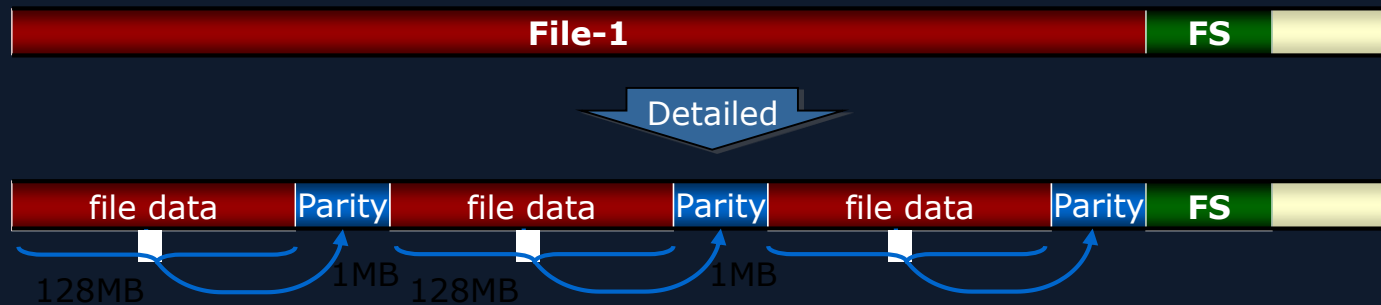 File-1 FS
Detailed
file data Parity file data Parity file data Parity FS
128MB 1MB 128MB 1MB